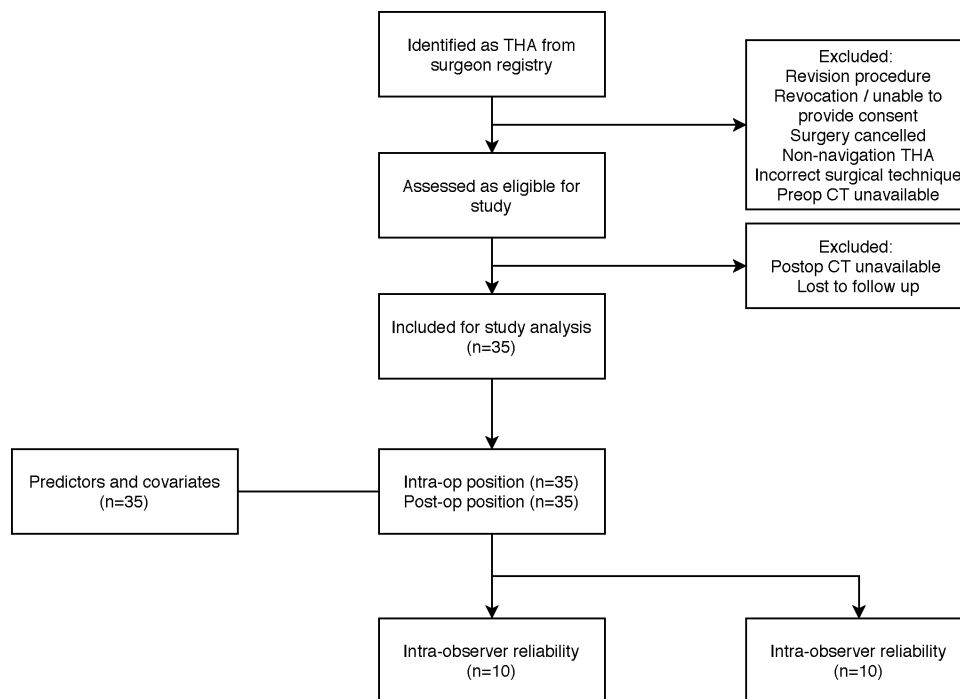 Identified as THA from
surgeon registry
Excluded:
Revision procedure
Revocation / unable to
provide consent
Surgery cancelled
Non-navigation THA
Incorrect surgical technique
Preop CT unavailable
Assessed as eligible for
study
Excluded:
Postop CT unavailable
Lost to follow up
Included for study analysis
(n=35)
Predictors and covariates
(n=35)
Intra-op position (n=35)
Post-op position (n=35)
Intra-observer reliability
(n=10)
Intra-observer reliability
(n=10)